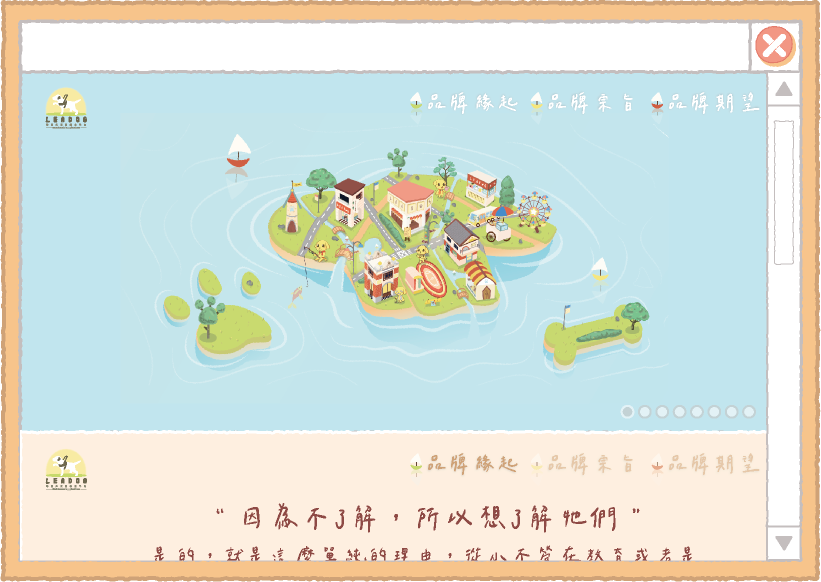 LEADOG
品牌緣起 品牌宗旨 品牌期望
LEADOG
品牌緣起 品牌宗旨 品牌期望
“因為不了解，所以想了解牠們”
是的，就是這麼單純的理由，從小不管在教育或者是